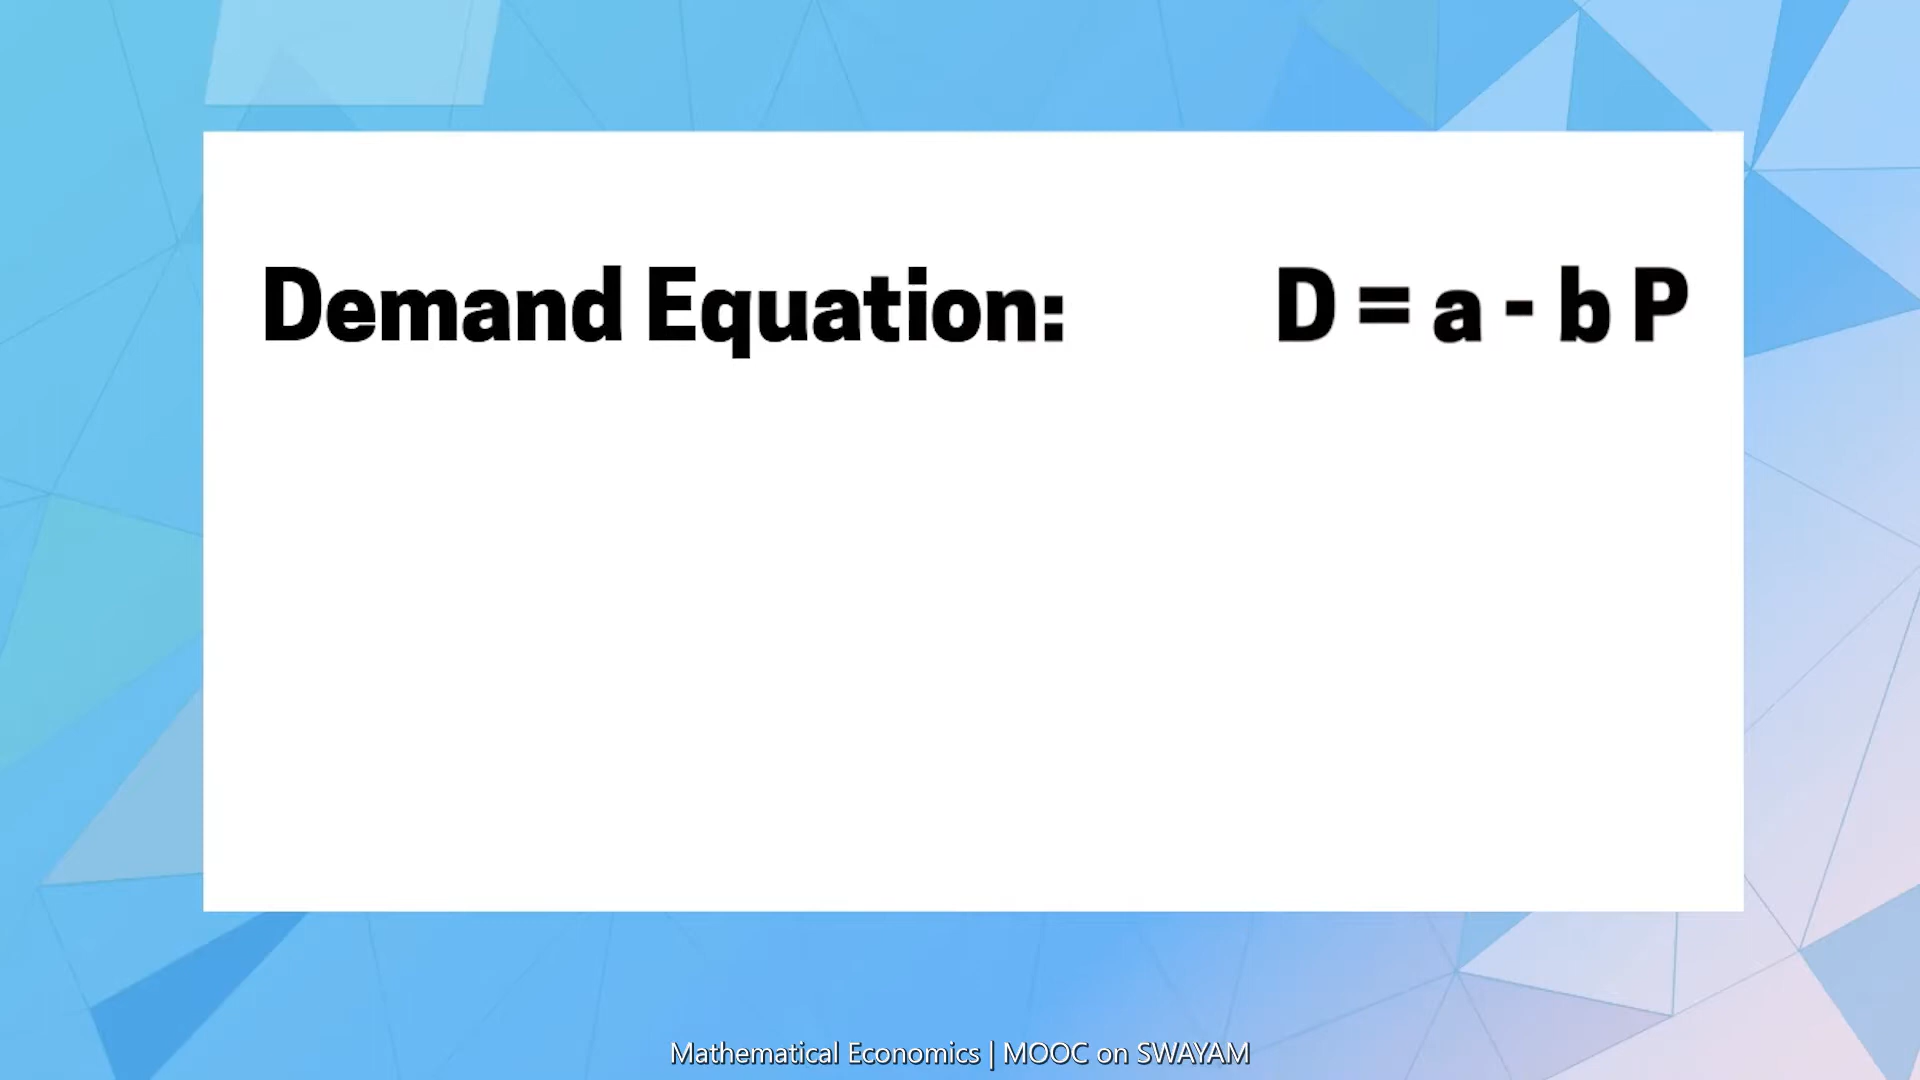 Demand Equation: D = a - b P
Mathematical Economics | MOOC on SWAYAM